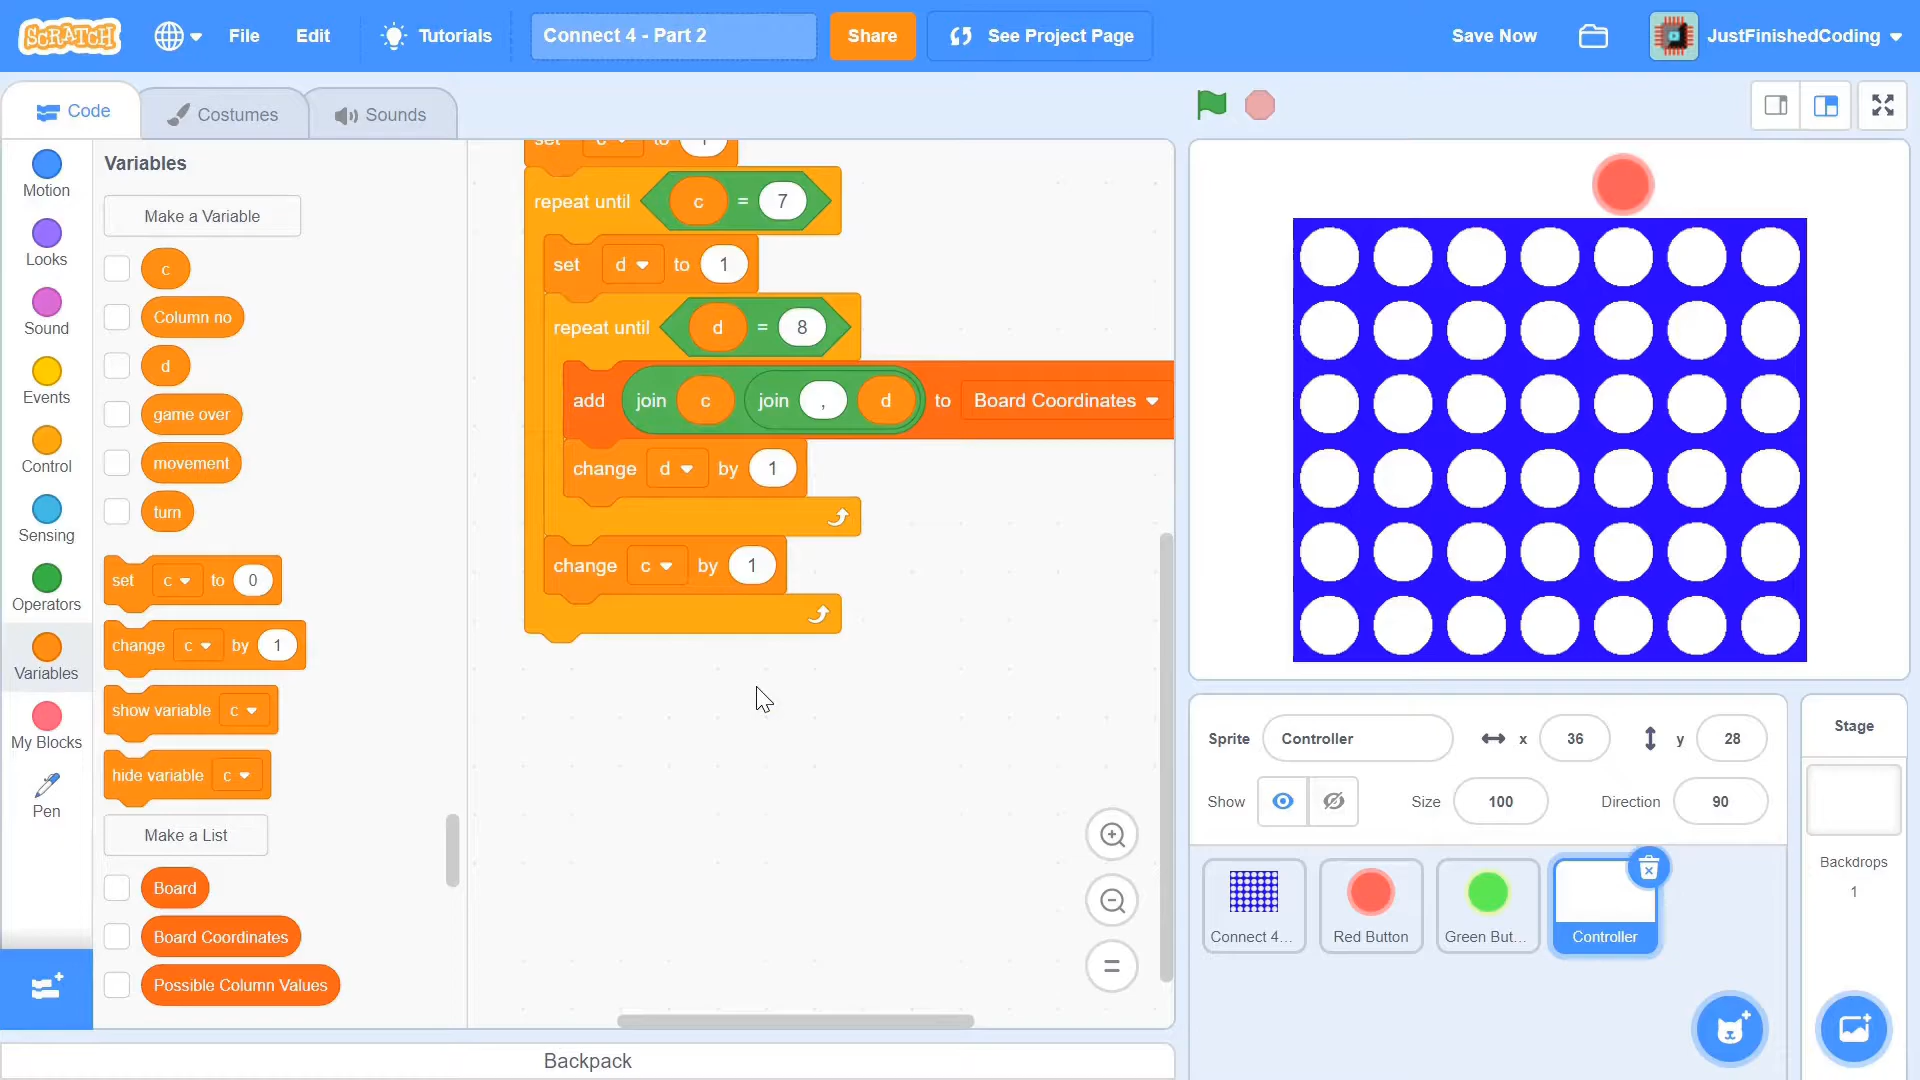 SCRATCH
File
Edit
Tutorials
Connect 4 - Part 2
Share
See Project Page
Save Now
JustFinishedCoding
Code
Costumes
Sounds
Motion
Looks
Sound
Events
Control
Sensing
Operators
Variables
My Blocks
Pen
Variables
Make a Variable
c
Column no
d
game over
movement
turn
set c to 0
change c by 1
show variable c
hide variable c
Make a List
Board
Board Coordinates
Possible Column Values
set c to 1
repeat until c = 7
set d to 1
repeat until d = 8
add join c join , d to Board Coordinates
change d by 1
change c by 1
Backpack
Sprite Controller x 36 y 28
Show Size 100 Direction 90
Connect 4...
Red Button
Green But...
Controller
Stage
Backdrops
1